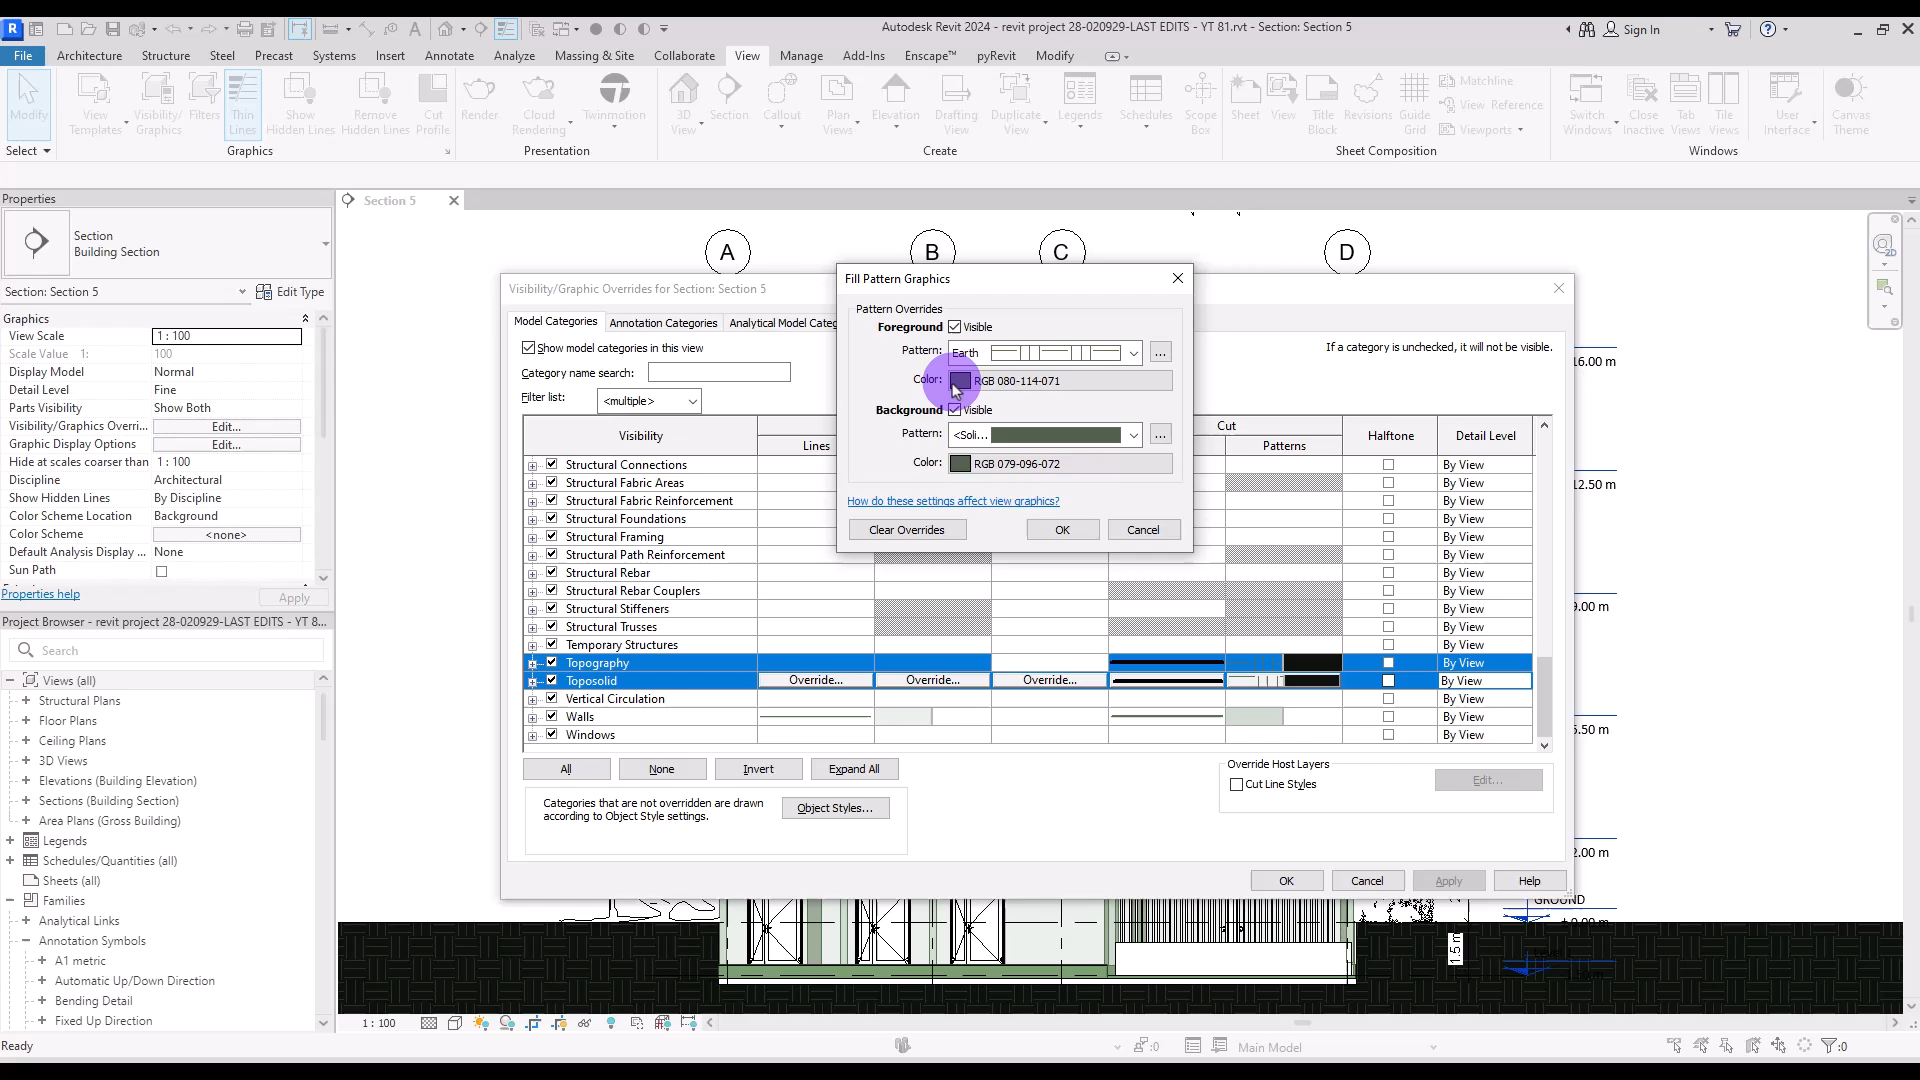 Autodesk Revit 2024 - revit project 28-020929-LAST EDITS - YT 81.rvt - Section: Section 5
Sign In
File Architecture Structure Steel Precast Systems Insert Annotate Analyze Massing & Site Collaborate View Manage Add-Ins Enscape™ pyRevit Modify
Modify
View Templates
Visibility/ Graphics
Filters
Thin Lines
Show Hidden Lines
Remove Hidden Lines
Cut Profile
Render
Cloud Rendering
Twinmotion
3D View
Section
Callout
Plan Views
Elevation
Drafting View
Duplicate View
Legends
Schedules
Scope Box
Sheet
View
Title Block
Revisions
Guide Grid
Matchline
View Reference
Viewports
Switch Windows
Close Inactive
Tab Views
Tile Views
User Interface
Canvas Theme
Select Graphics Presentation Create Sheet Composition Windows
Properties
Section
Building Section
Section: Section 5
Edit Type
Graphics
View Scale 1 : 100
Scale Value 1: 100
Display Model Normal
Detail Level Fine
Parts Visibility Show Both
Visibility/Graphics Overri... Edit...
Graphic Display Options Edit...
Hide at scales coarser than 1 : 100
Discipline Architectural
Show Hidden Lines By Discipline
Color Scheme Location Background
Color Scheme <none>
Default Analysis Display ... None
Sun Path
Properties help Apply
Project Browser - revit project 28-020929-LAST EDITS - YT 8...
Search
Views (all)
Structural Plans
Floor Plans
Ceiling Plans
3D Views
Elevations (Building Elevation)
Sections (Building Section)
Area Plans (Gross Building)
Legends
Schedules/Quantities (all)
Sheets (all)
Families
Analytical Links
Annotation Symbols
A1 metric
Automatic Up/Down Direction
Bending Detail
Fixed Up Direction
Section 5
A B C D
Visibility/Graphic Overrides for Section: Section 5
Model Categories Annotation Categories Analytical Model Categ
Show model categories in this view
If a category is unchecked, it will not be visible.
Category name search:
Filter list: <multiple>
Visibility Lines Cut Patterns Halftone Detail Level
Structural Connections By View
Structural Fabric Areas By View
Structural Fabric Reinforcement By View
Structural Foundations By View
Structural Framing By View
Structural Path Reinforcement By View
Structural Rebar By View
Structural Rebar Couplers By View
Structural Stiffeners By View
Structural Trusses By View
Temporary Structures By View
Topography By View
Toposolid Override... Override... Override... By View
Vertical Circulation By View
Walls By View
Windows By View
All None Invert Expand All
Categories that are not overridden are drawn
according to Object Style settings.
Object Styles...
Override Host Layers
Cut Line Styles Edit...
OK Cancel Apply Help
Fill Pattern Graphics
Pattern Overrides
Foreground Visible
Pattern: Earth ...
Color: RGB 080-114-071
Background Visible
Pattern: <Soli... ...
Color: RGB 079-096-072
How do these settings affect view graphics?
Clear Overrides OK Cancel
16.00 m
12.50 m
9.00 m
5.50 m
2.00 m
GROUND
± 0.00 m
1.5 m
1 : 100
Ready
:0
Main Model
:0